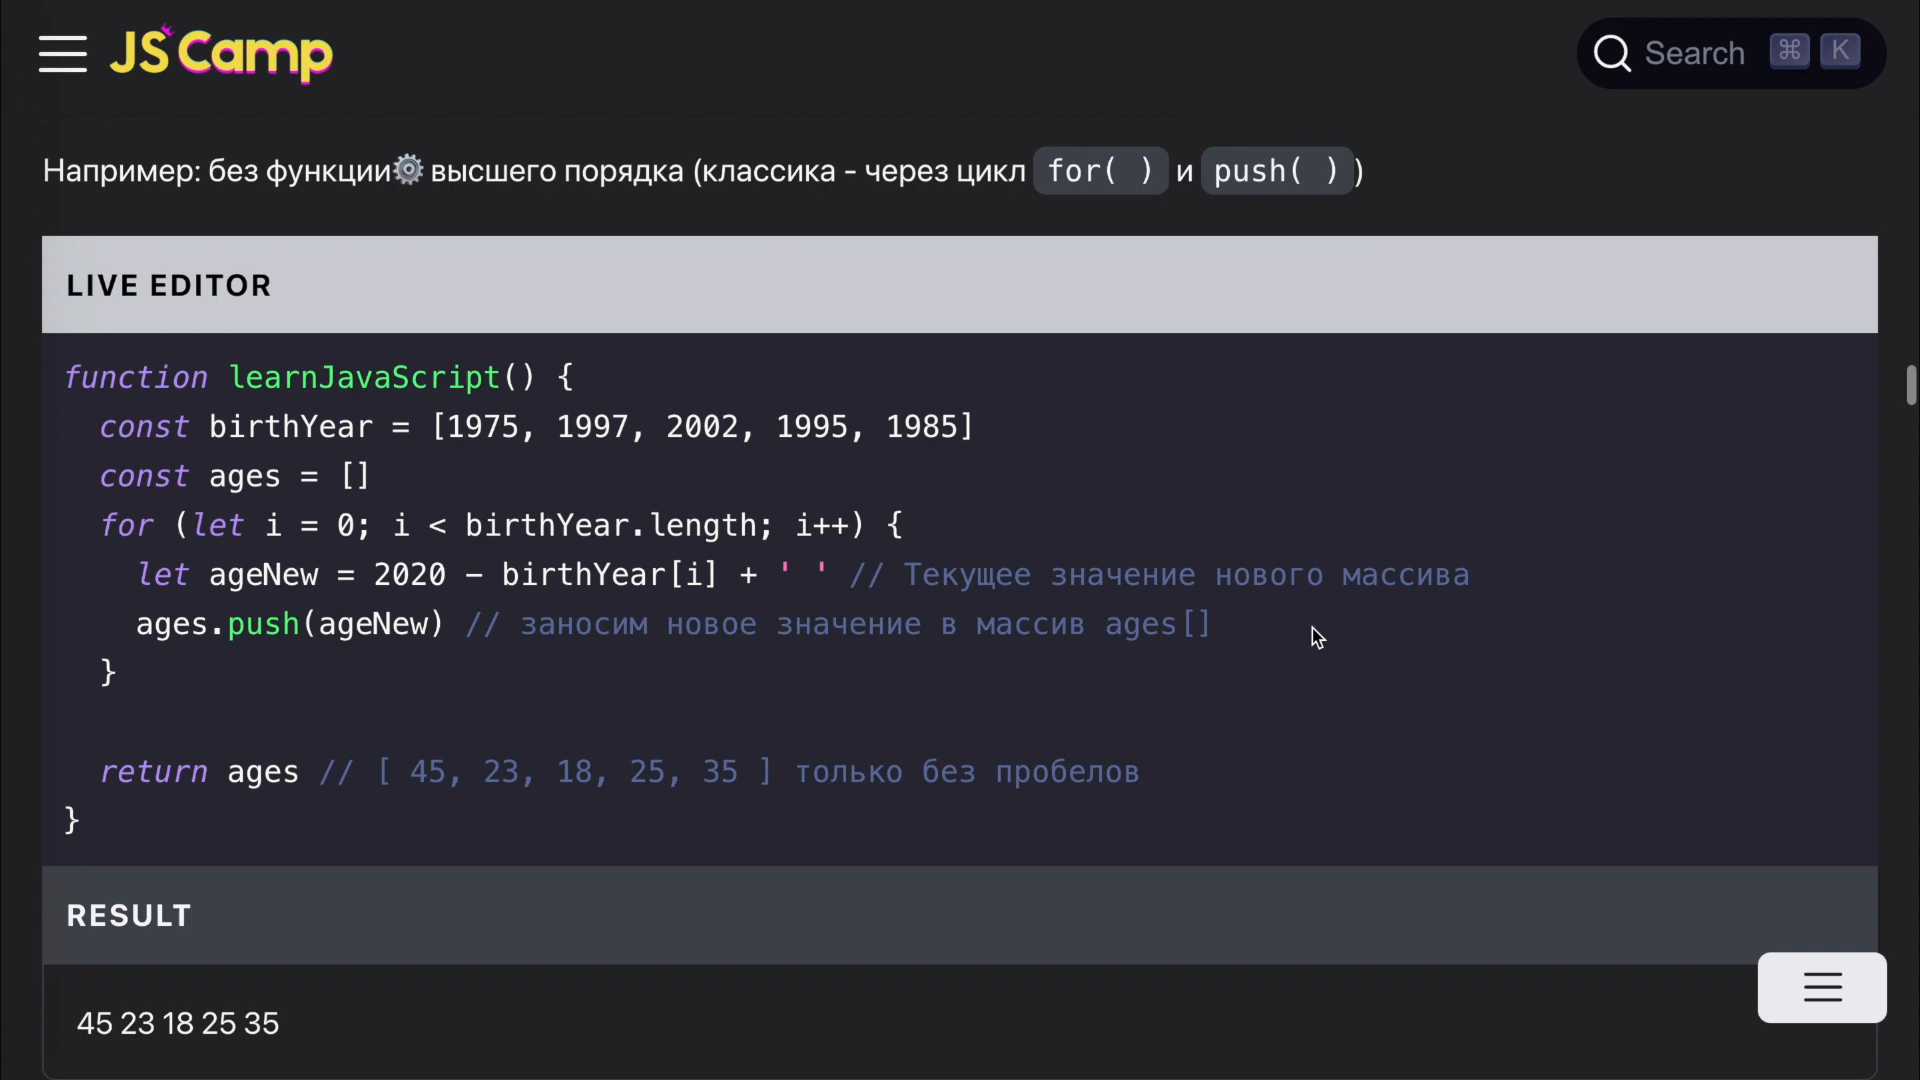 JS Camp
Search ⌘ K
Например: без функции⚙️ высшего порядка (классика - через цикл for( ) и push( ))
LIVE EDITOR
function learnJavaScript() {
  const birthYear = [1975, 1997, 2002, 1995, 1985]
  const ages = []
  for (let i = 0; i < birthYear.length; i++) {
    let ageNew = 2020 - birthYear[i] + ' ' // Текущее значение нового массива
    ages.push(ageNew) // заносим новое значение в массив ages[]
  }
  return ages // [ 45, 23, 18, 25, 35 ] только без пробелов
}
RESULT
45 23 18 25 35